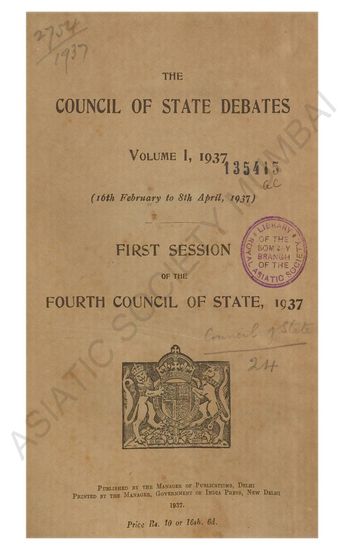 2754
1937
THE
COUNCIL OF STATE DEBATES
VOLUME I, 1937
135415
ac
(16th February to 8th April, 1937)
FIRST SESSION
OF THE
FOURTH COUNCIL OF STATE, 1937
LIBRARY
OF THE
BOMBAY
BRANCH
OF THE
ROYAL ASIATIC SOCIETY
Council of State
24
PUBLISHED BY THE MANAGER OF PUBLICATIONS, DELHI
PRINTED BY THE MANAGER, GOVERNMENT OF INDIA PRESS, NEW DELHI
1937.
Price Rs. 10 or 16sh. 6d.
ASIATIC SOCIETY MUMBAI